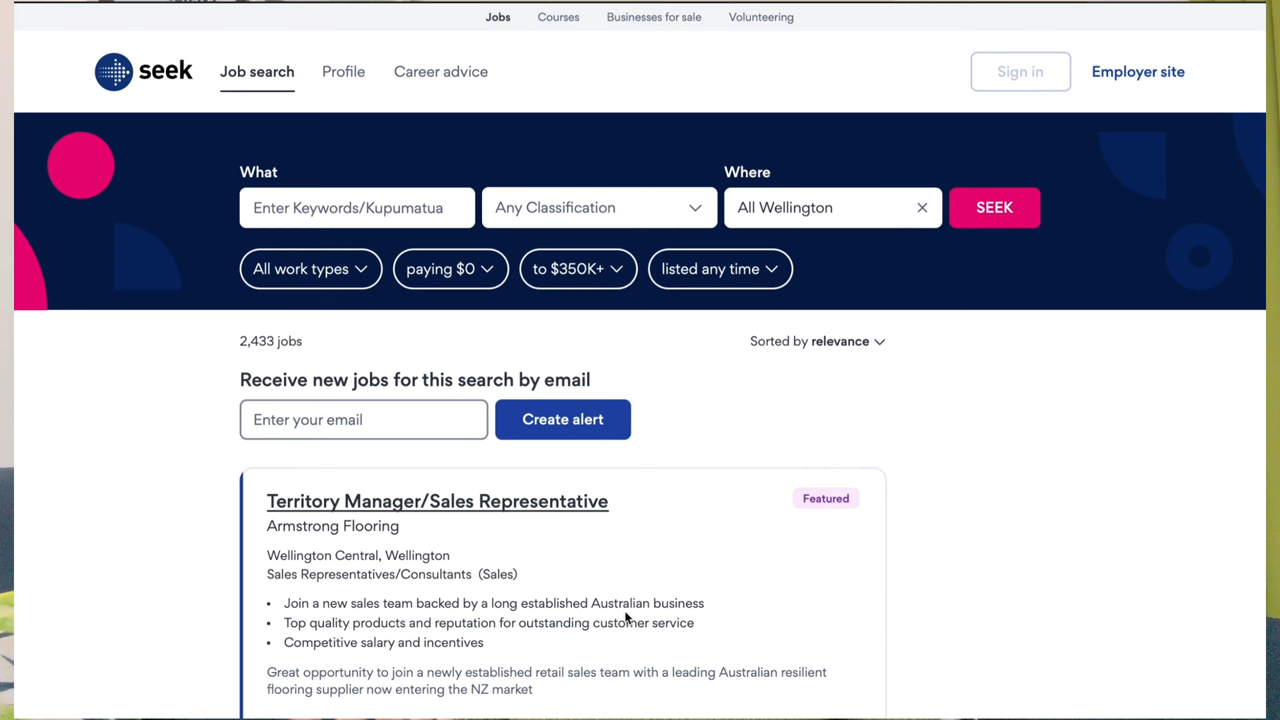 Jobs Courses Businesses for sale Volunteering
seek Job search Profile Career advice Sign in Employer site
What Where
Enter Keywords/Kupumatua Any Classification All Wellington SEEK
All work types paying $0 to $350K+ listed any time
2,433 jobs Sorted by relevance
Receive new jobs for this search by email
Enter your email Create alert
Territory Manager/Sales Representative Featured
Armstrong Flooring
Wellington Central, Wellington
Sales Representatives/Consultants (Sales)
• Join a new sales team backed by a long established Australian business
• Top quality products and reputation for outstanding customer service
• Competitive salary and incentives
Great opportunity to join a newly established retail sales team with a leading Australian resilient
flooring supplier now entering the NZ market